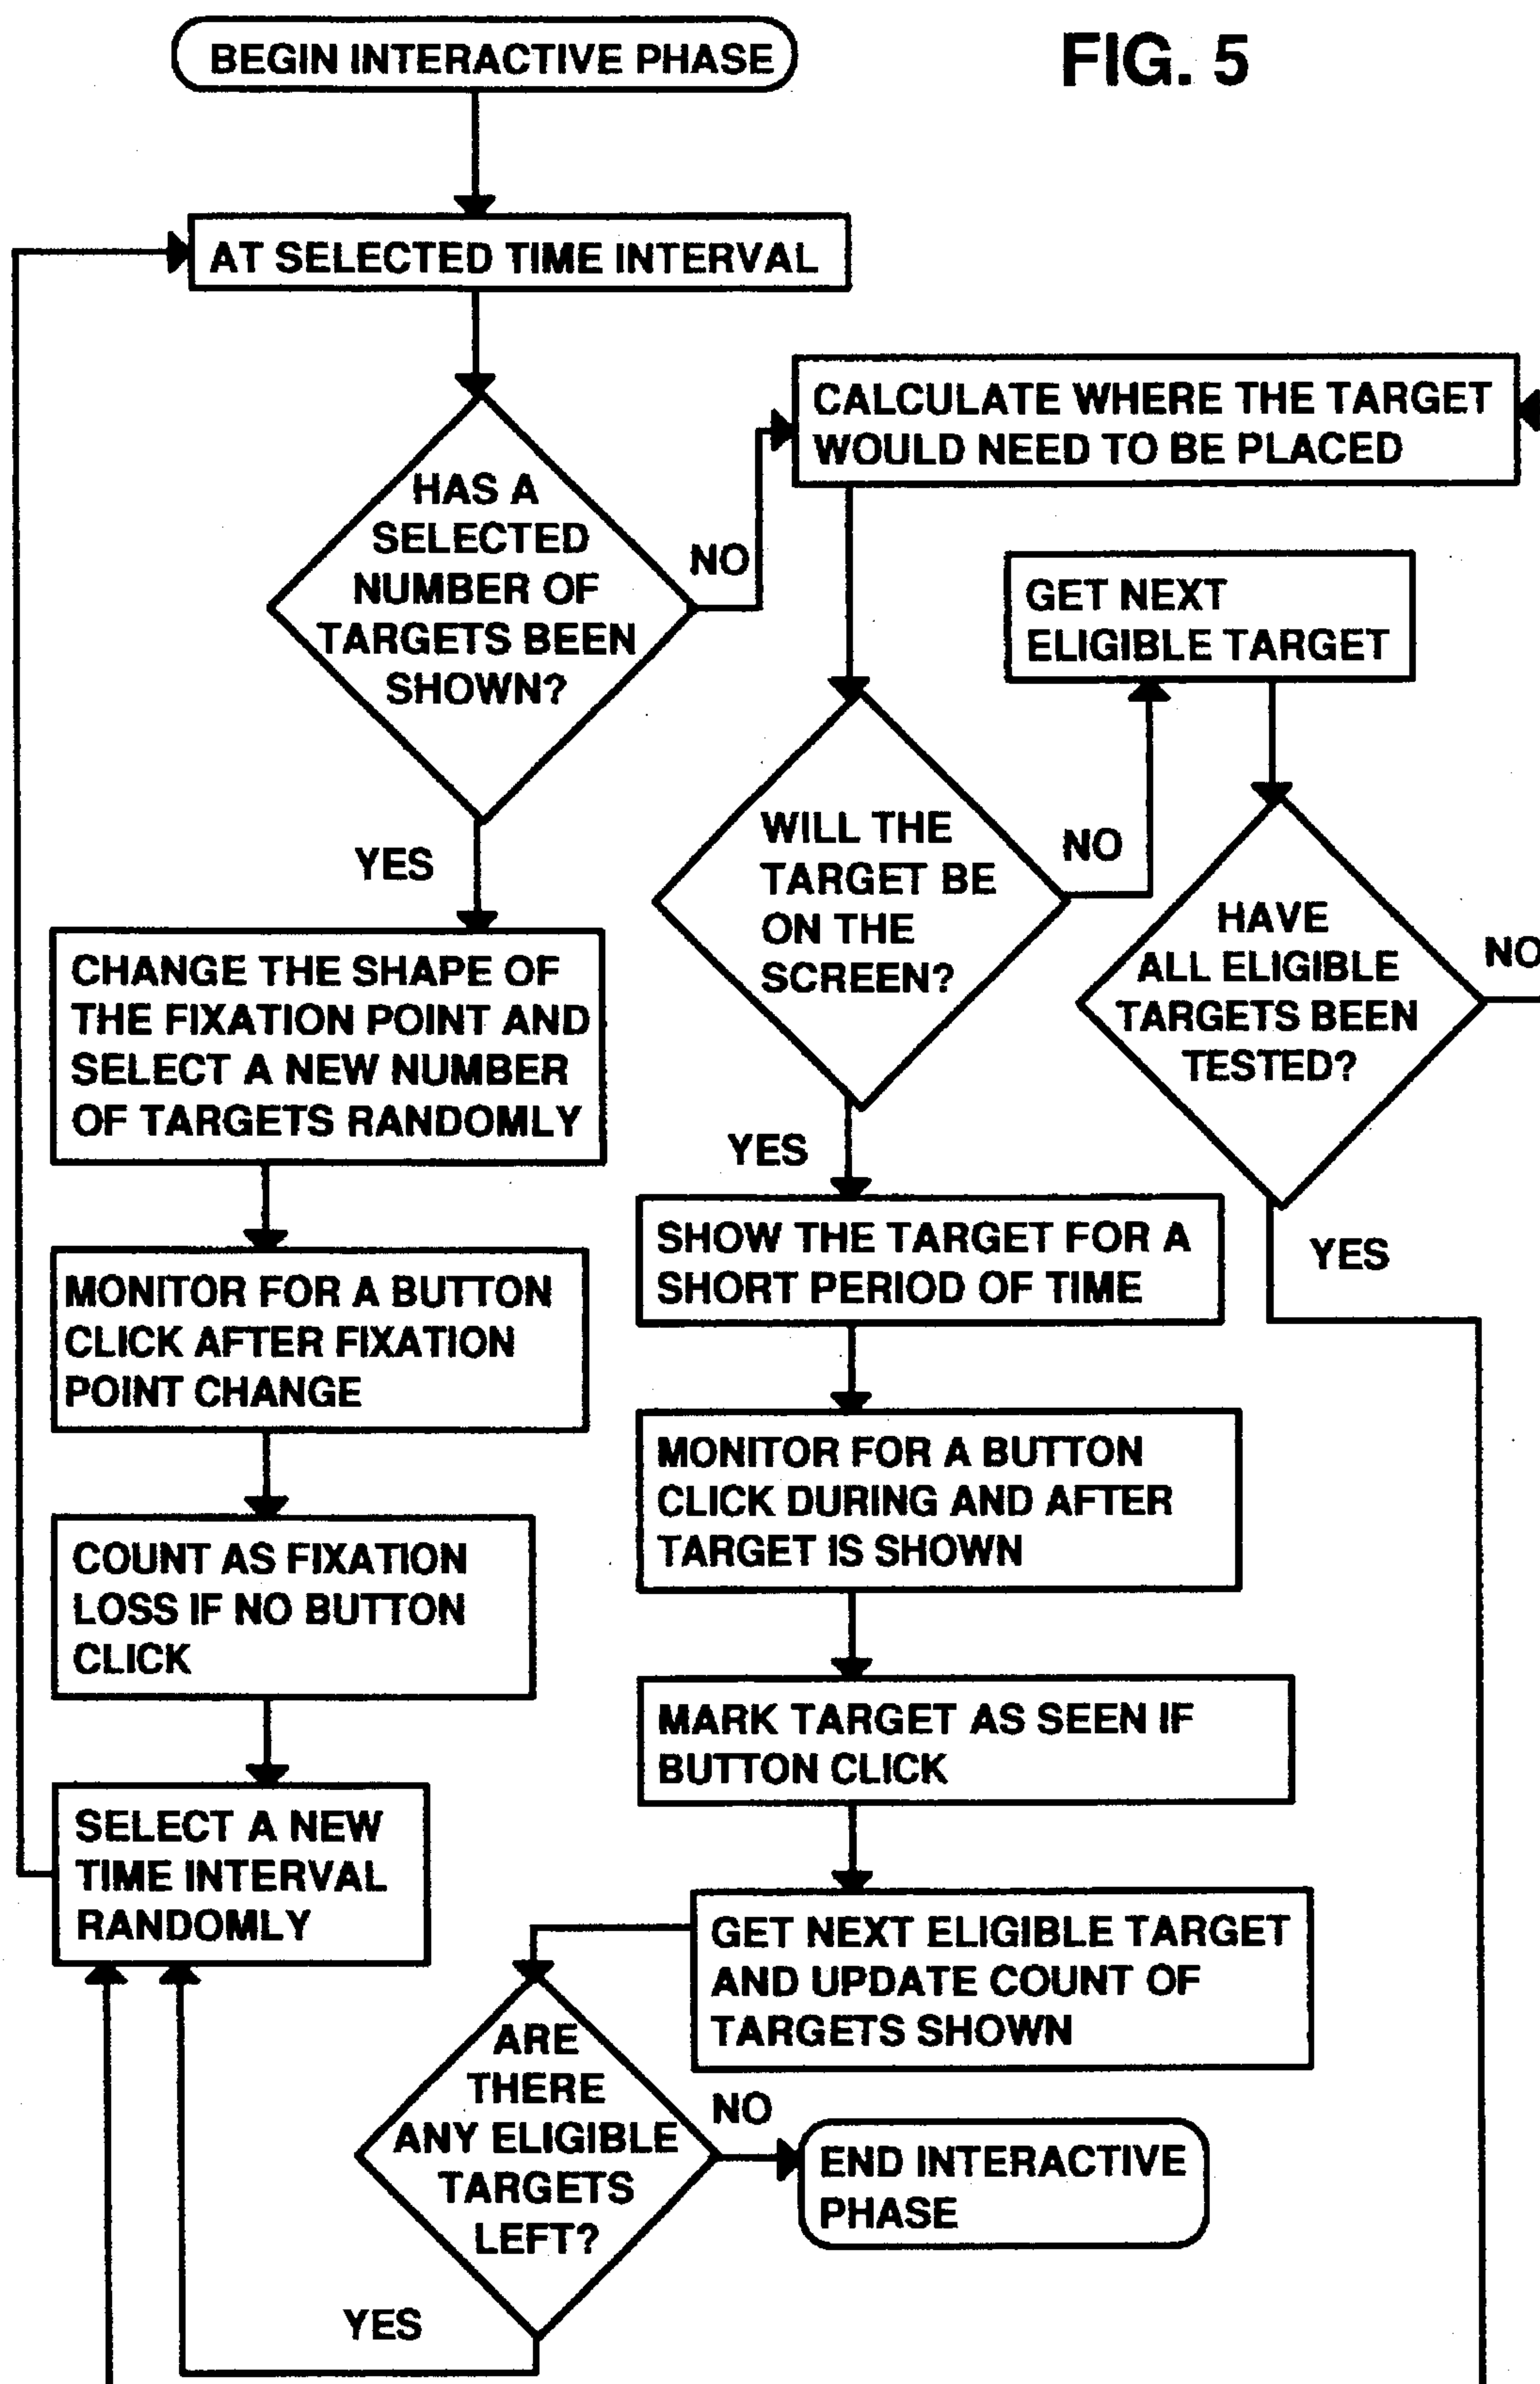 BEGIN INTERACTIVE PHASE
FIG. 5
AT SELECTED TIME INTERVAL
CALCULATE WHERE THE TARGET
WOULD NEED TO BE PLACED
HAS A
SELECTED
NUMBER OF
TARGETS BEEN
SHOWN?
NO
GET NEXT
ELIGIBLE TARGET
WILL THE
TARGET BE
ON THE
SCREEN?
NO
YES
HAVE
ALL ELIGIBLE
TARGETS BEEN
TESTED?
NO
CHANGE THE SHAPE OF
THE FIXATION POINT AND
SELECT A NEW NUMBER
OF TARGETS RANDOMLY
YES
SHOW THE TARGET FOR A
SHORT PERIOD OF TIME
YES
MONITOR FOR A BUTTON
CLICK AFTER FIXATION
POINT CHANGE
MONITOR FOR A BUTTON
CLICK DURING AND AFTER
TARGET IS SHOWN
COUNT AS FIXATION
LOSS IF NO BUTTON
CLICK
MARK TARGET AS SEEN IF
BUTTON CLICK
SELECT A NEW
TIME INTERVAL
RANDOMLY
GET NEXT ELIGIBLE TARGET
AND UPDATE COUNT OF
TARGETS SHOWN
ARE
THERE
ANY ELIGIBLE
TARGETS
LEFT?
NO
END INTERACTIVE
PHASE
YES